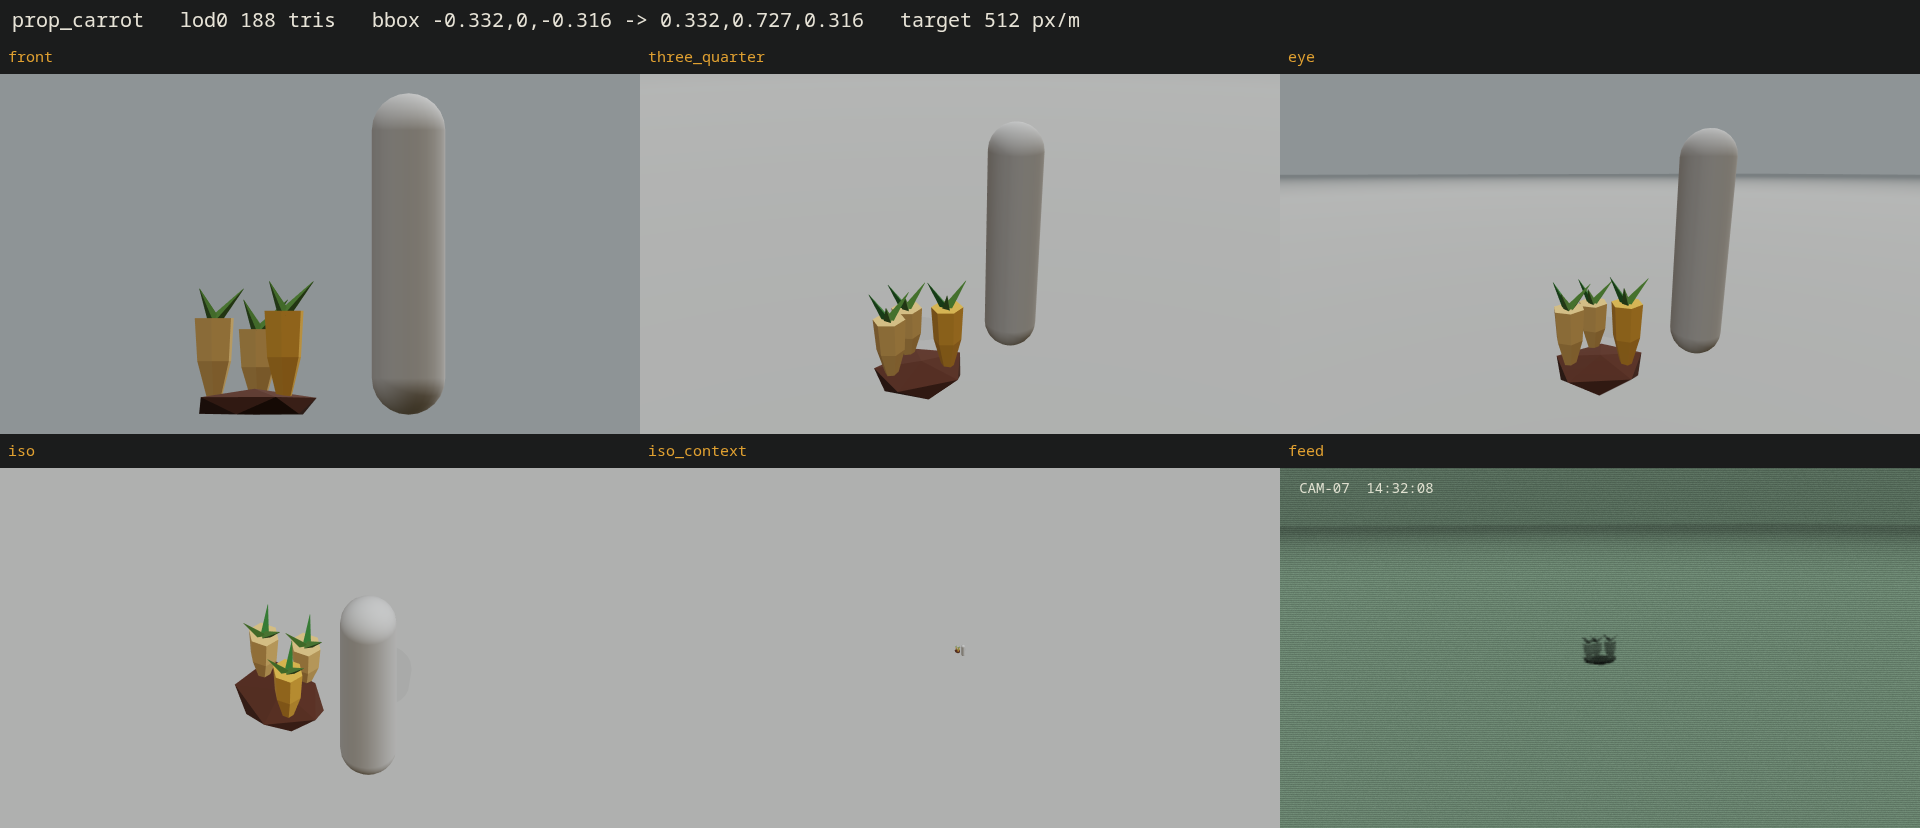 prop_carrot lod0 188 tris bbox -0.332,0,-0.316 -> 0.332,0.727,0.316 target 512 px/m
front
three_quarter
eye
iso
iso_context
feed
CAM-07 14:32:08